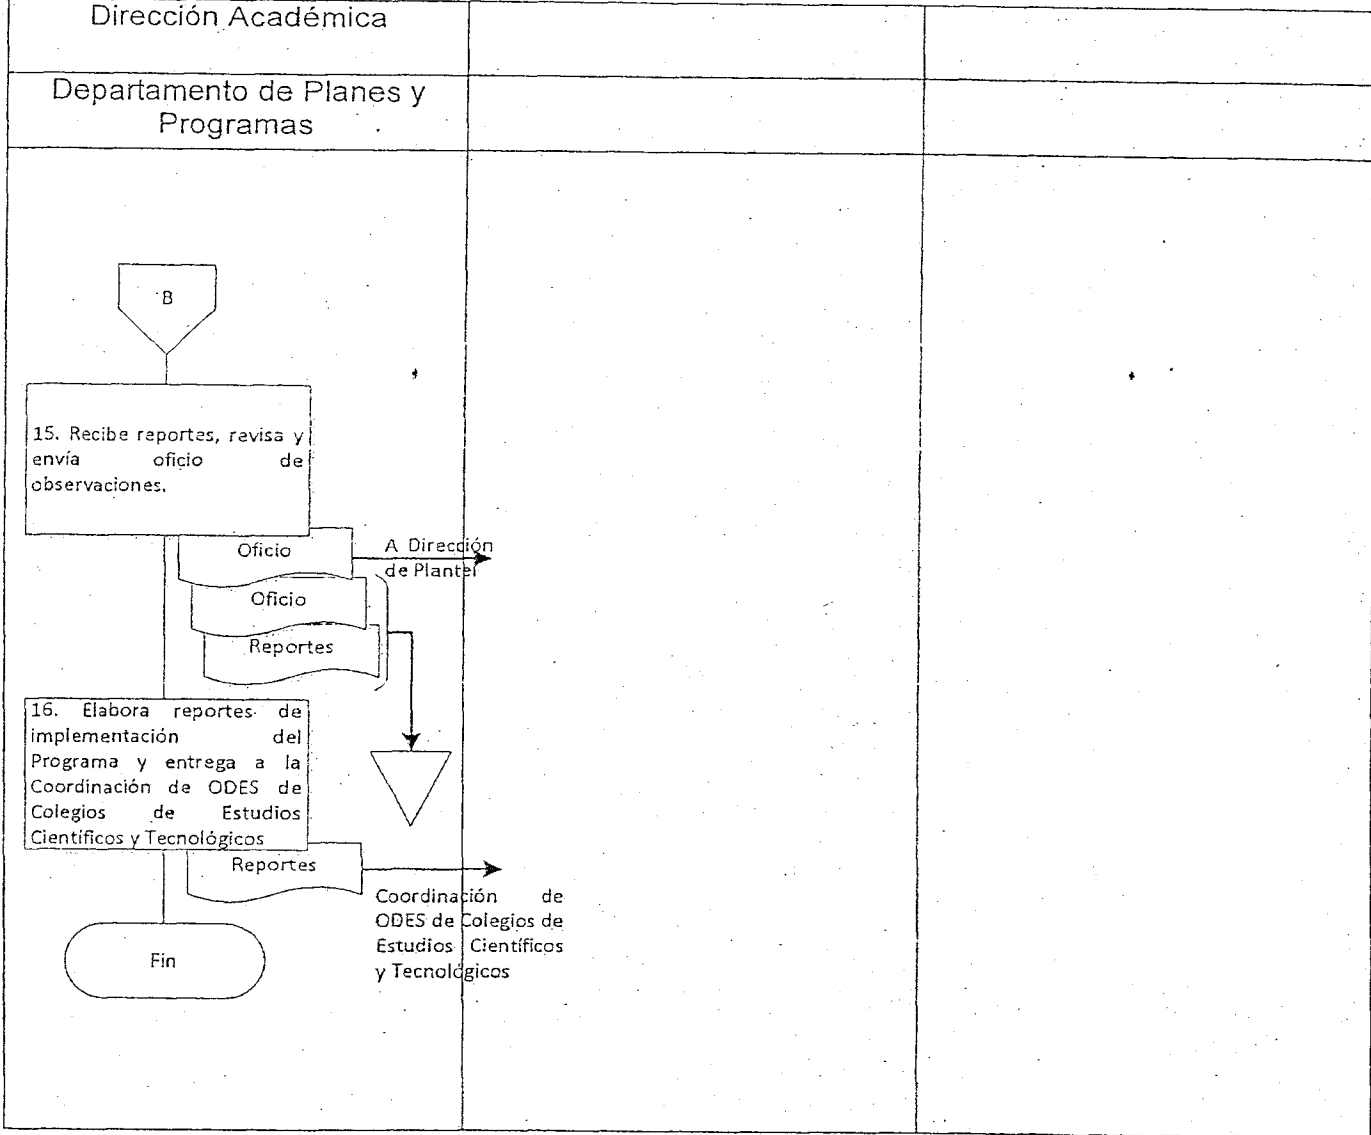 Dirección Académica
Departamento de Planes y
Programas
B
15. Recibe reportes, revisa y
envía oficio de
observaciones.
Oficio
A Dirección
de Plantel
Oficio
Reportes
16. Elabora reportes de
implementación del
Programa y entrega a la
Coordinación de ODES de
Colegios de Estudios
Científicos y Tecnológicos
Reportes
Coordinación de
ODES de Colegios de
Estudios Científicos
y Tecnológicos
Fin